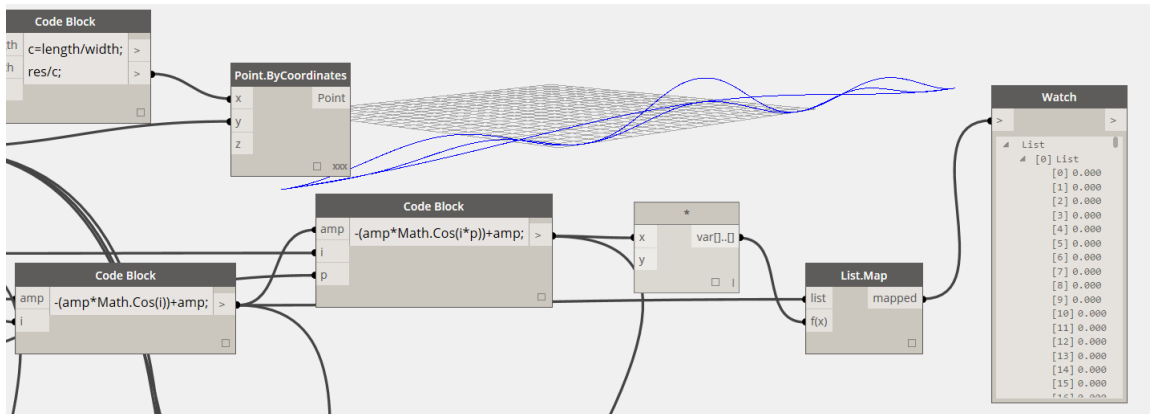 Code Block
th c=length/width; >
th res/c; >
Point.ByCoordinates
x Point
y
z
xxx
Watch
> >
List
[0] List
[0] 0.000
[1] 0.000
[2] 0.000
[3] 0.000
[4] 0.000
[5] 0.000
[6] 0.000
[7] 0.000
[8] 0.000
[9] 0.000
[10] 0.000
[11] 0.000
[12] 0.000
[13] 0.000
[14] 0.000
[15] 0.000
Code Block
amp -(amp*Math.Cos(i*p))+amp; >
i
p
*
x var[]..[]
y
l
Code Block
amp -(amp*Math.Cos(i))+amp; >
i
List.Map
list mapped
f(x)